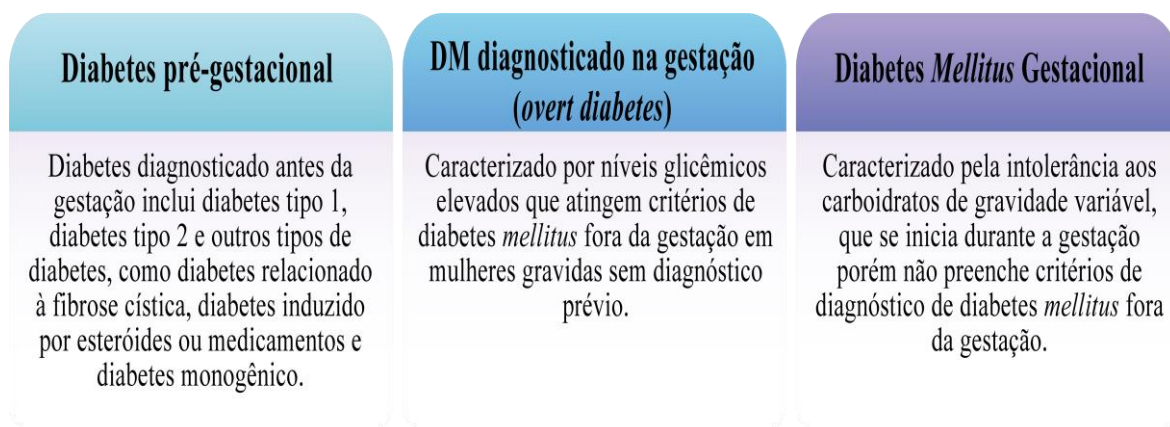 Diabetes pré-gestacional
Diabetes diagnosticado antes da
gestação inclui diabetes tipo 1,
diabetes tipo 2 e outros tipos de
diabetes, como diabetes relacionado
à fibrose cística, diabetes induzido
por esteróides ou medicamentos e
diabetes monogênico.
DM diagnosticado na gestação
(overt diabetes)
Caracterizado por níveis glicêmicos
elevados que atingem critérios de
diabetes mellitus fora da gestação em
mulheres gravidas sem diagnóstico
prévio.
Diabetes Mellitus Gestacional
Caracterizado pela intolerância aos
carboidratos de gravidade variável,
que se inicia durante a gestação
porém não preenche critérios de
diagnóstico de diabetes mellitus fora
da gestação.